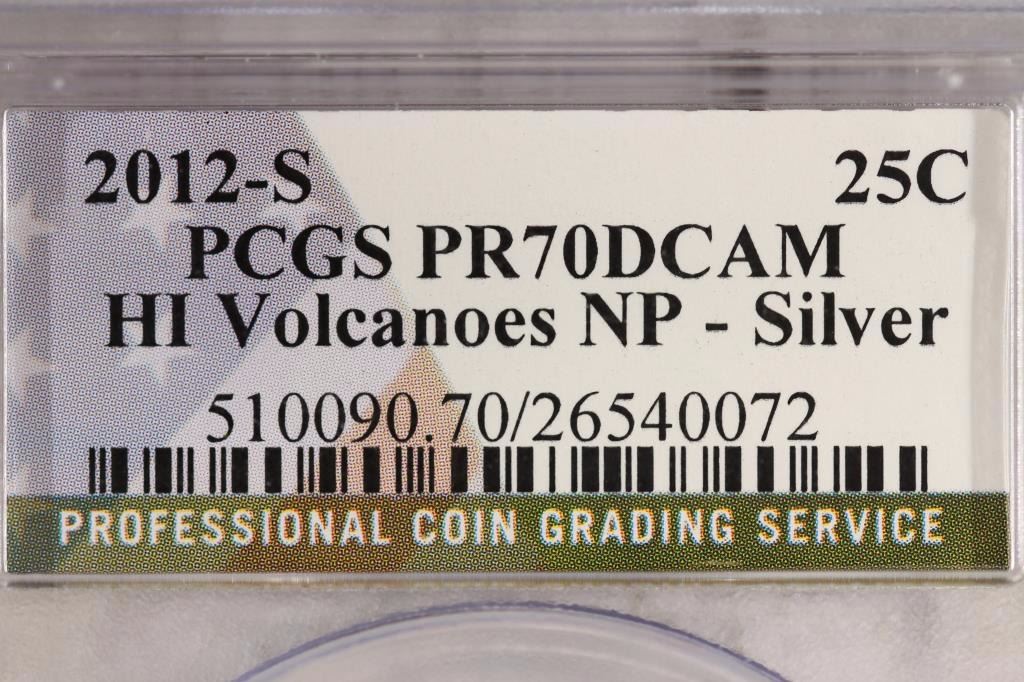 2012-S 25C
PCGS PR70DCAM
HI Volcanoes NP - Silver
510090.70/26540072
PROFESSIONAL COIN GRADING SERVICE